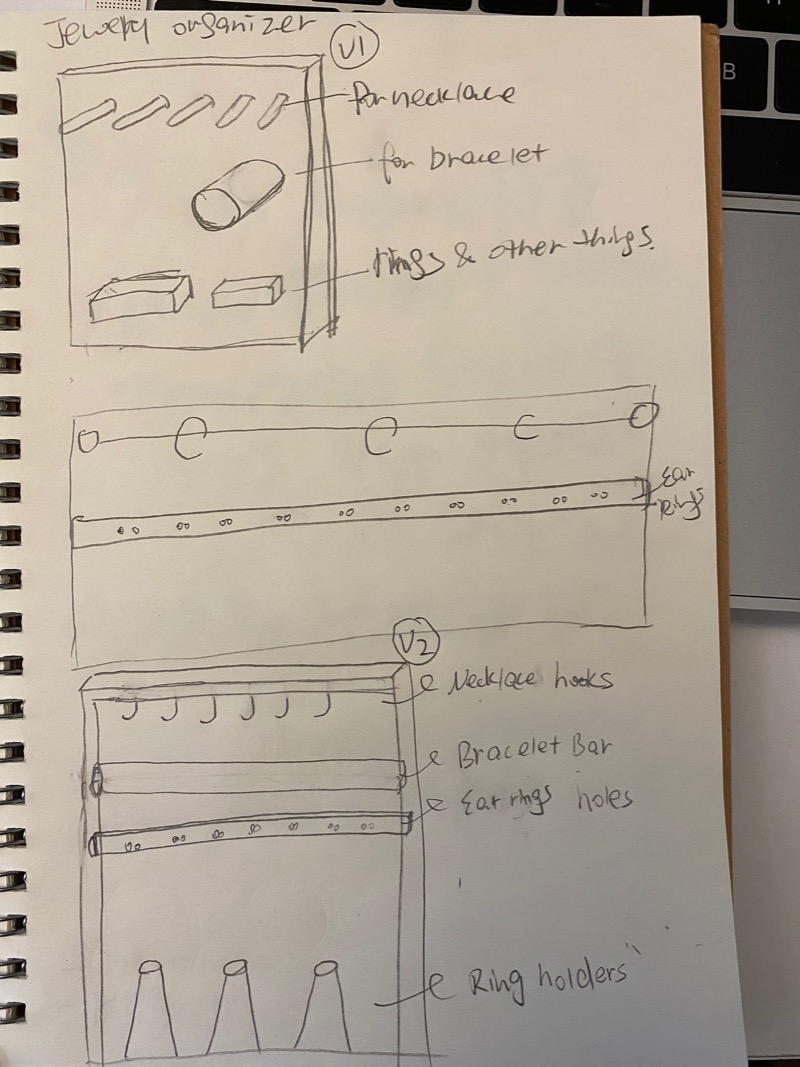 Jewery organizer
V1
for necklace
for bracelet
rings & other things.
Ear
Rings
V2
Necklace hooks
Bracelet Bar
Ear rings holes
Ring holders
B